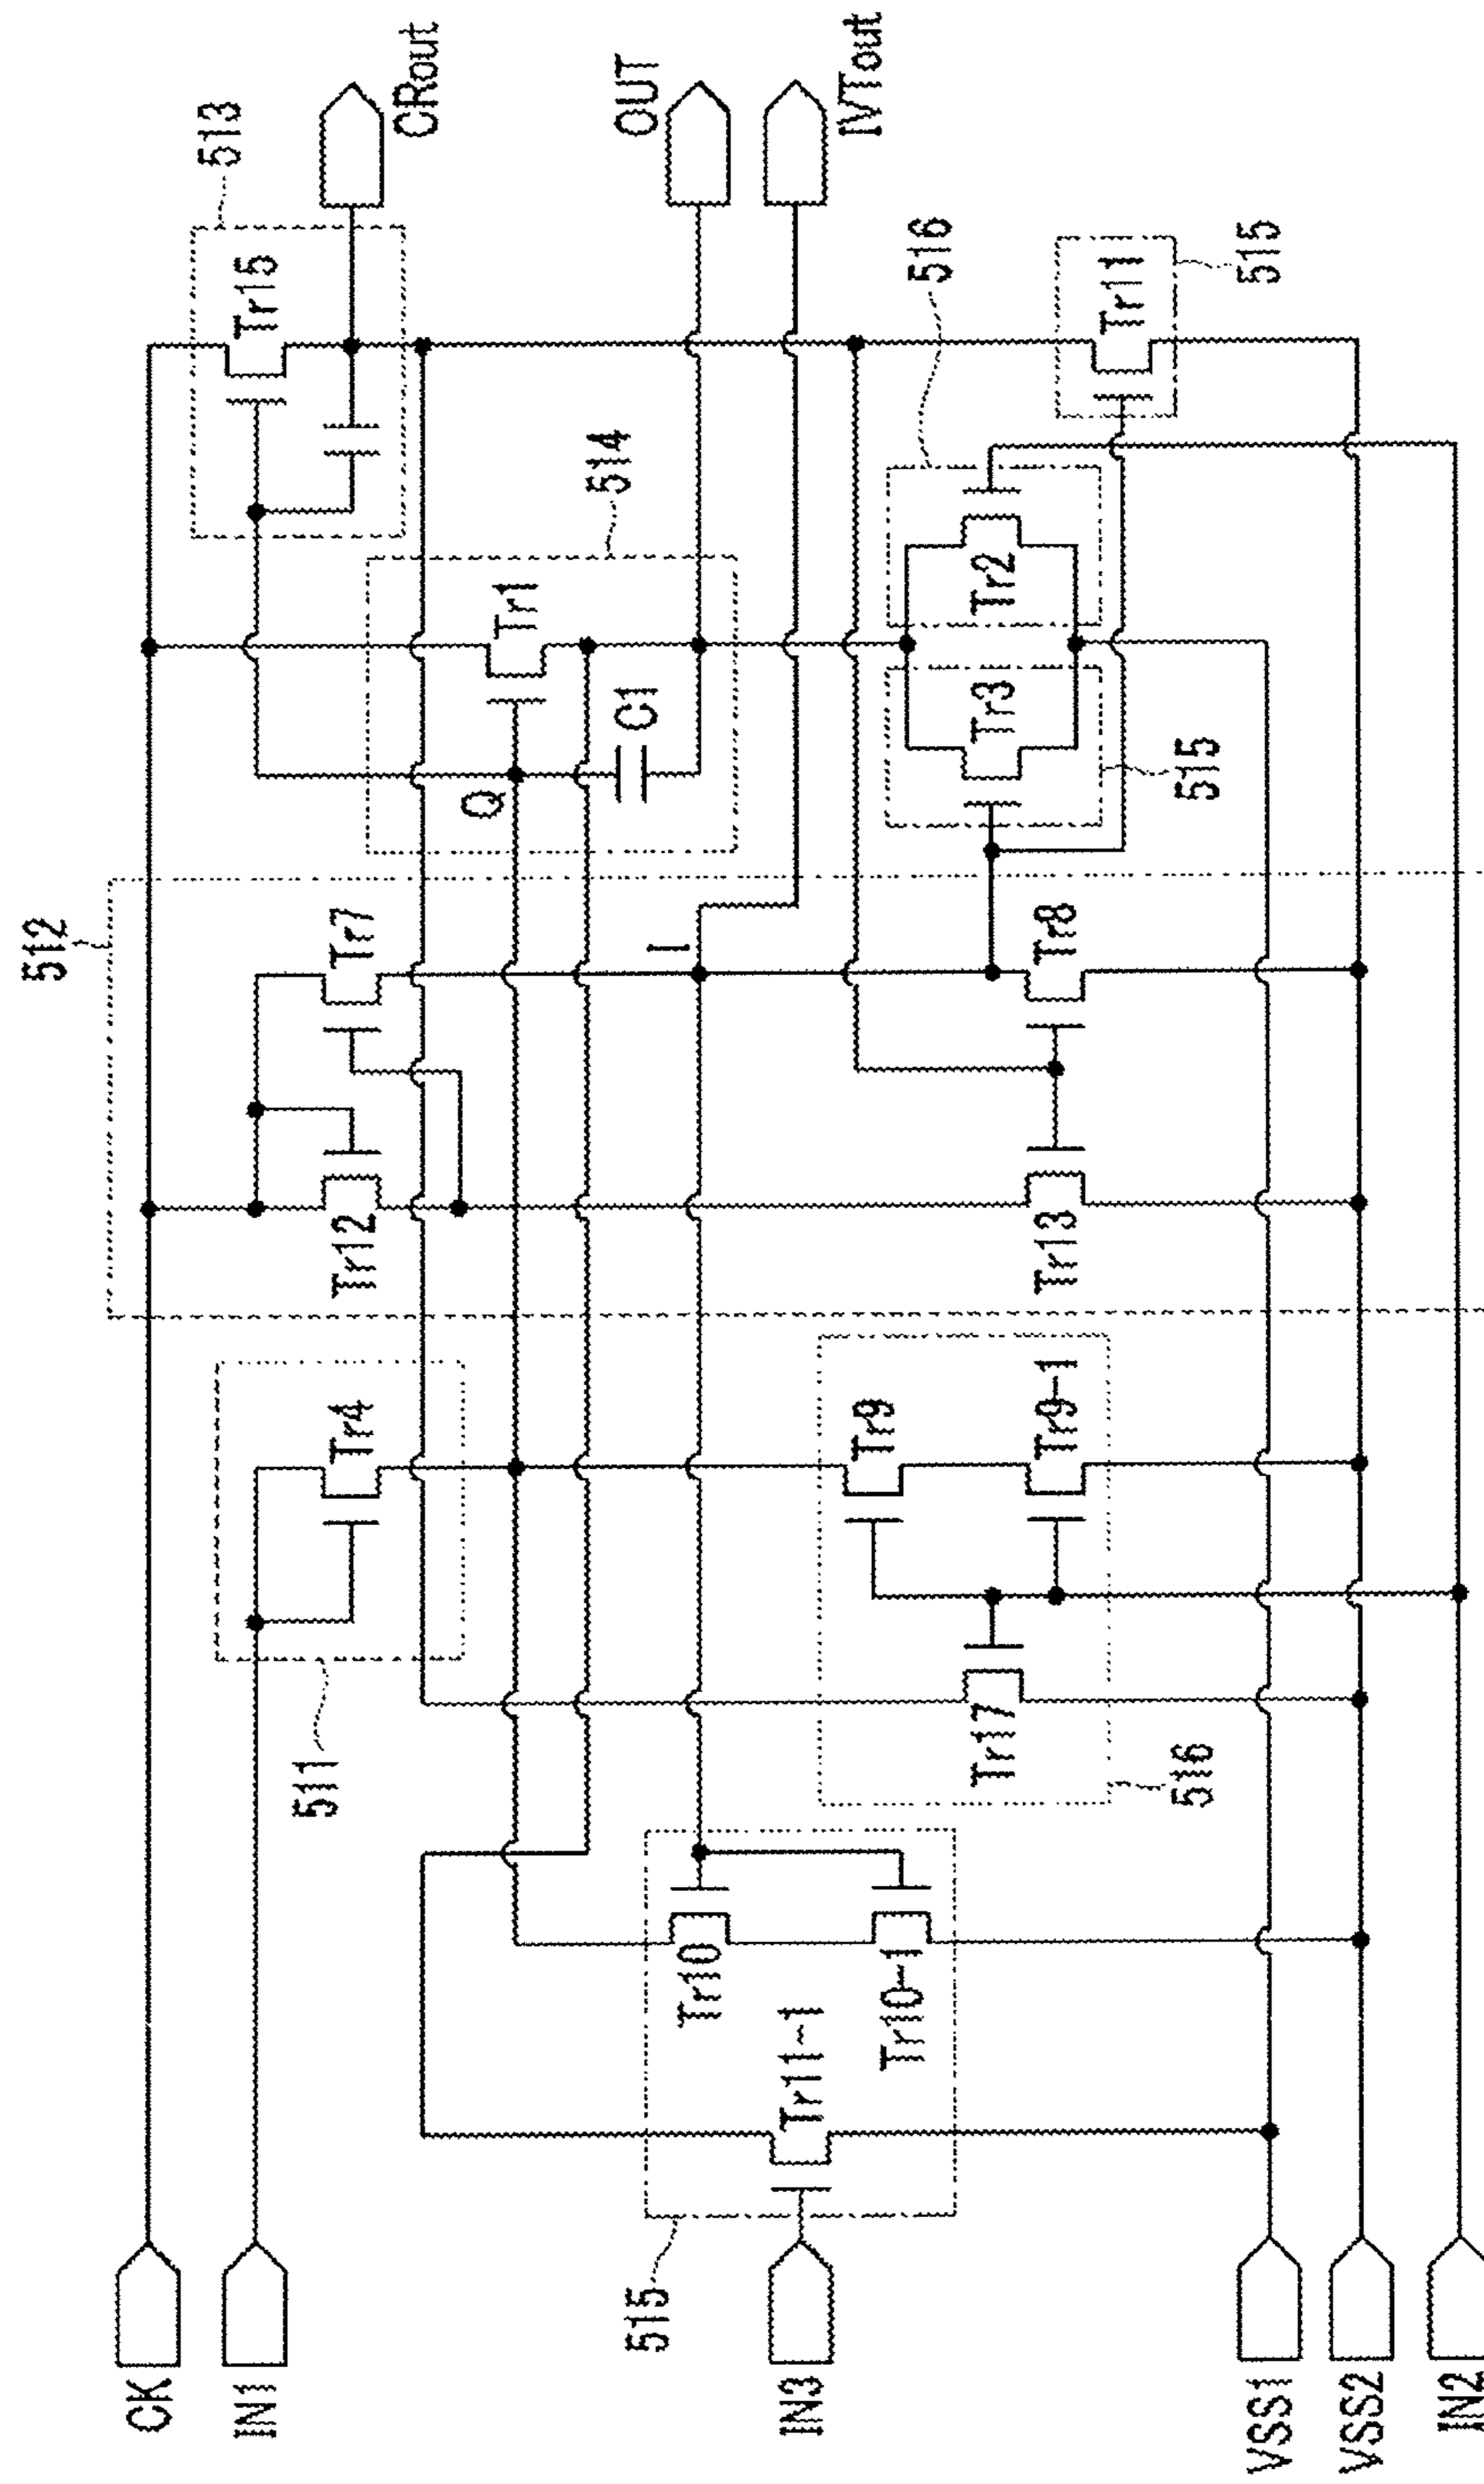 512
513
CRout
Tr15
514
Tr1
OUT
IVTout
C1
Q
Tr7
Tr12
I
516
Tr2
Tr3
515
Tr11
515
Tr8
Tr13
Tr4
511
Tr9
Tr9-1
Tr17
516
Tr10
Tr10-1
Tr11-1
515
CK
IN1
IN3
VSS1
VSS2
IN2